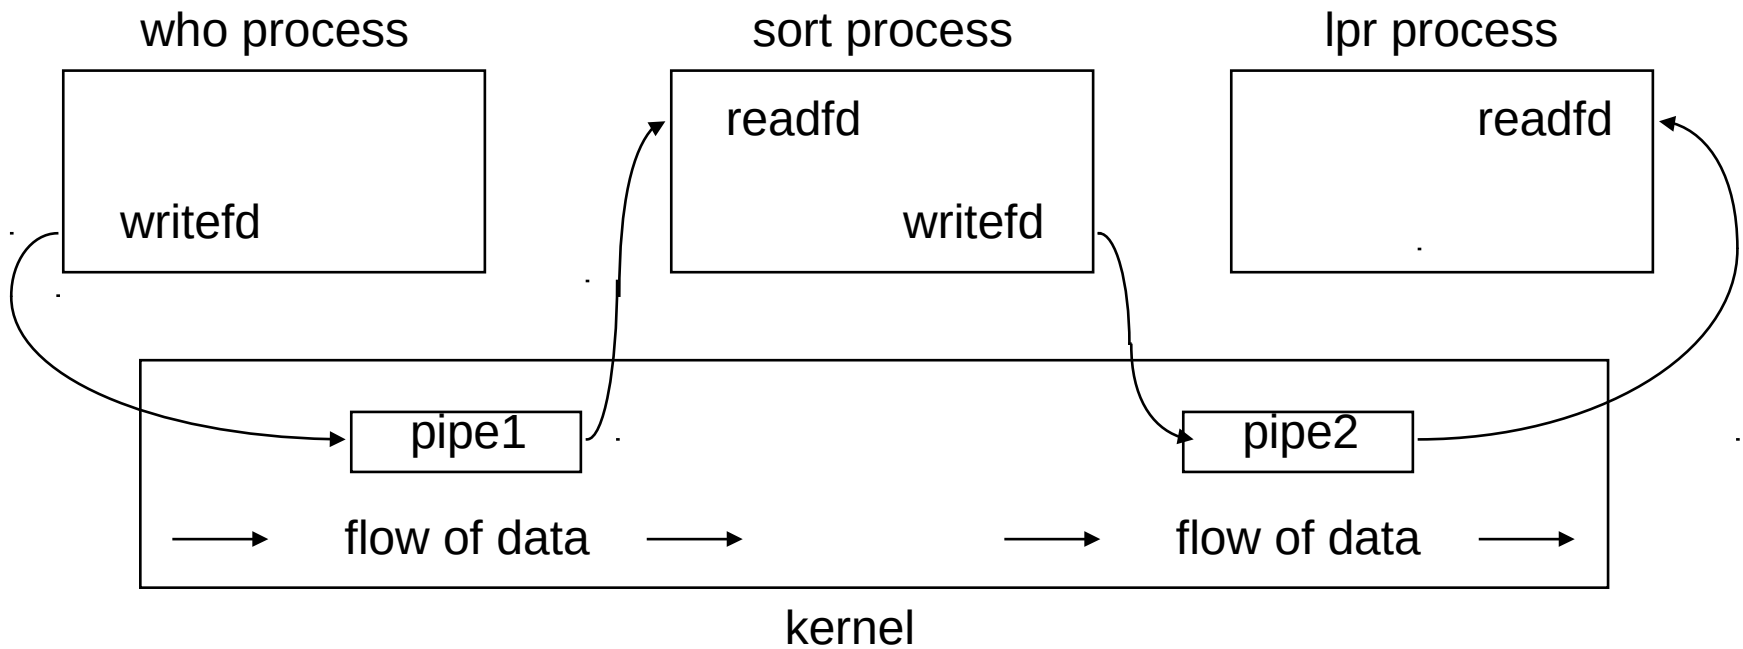 who process
sort process
lpr process
readfd
readfd
writefd
writefd
pipe1
pipe2
flow of data
flow of data
kernel